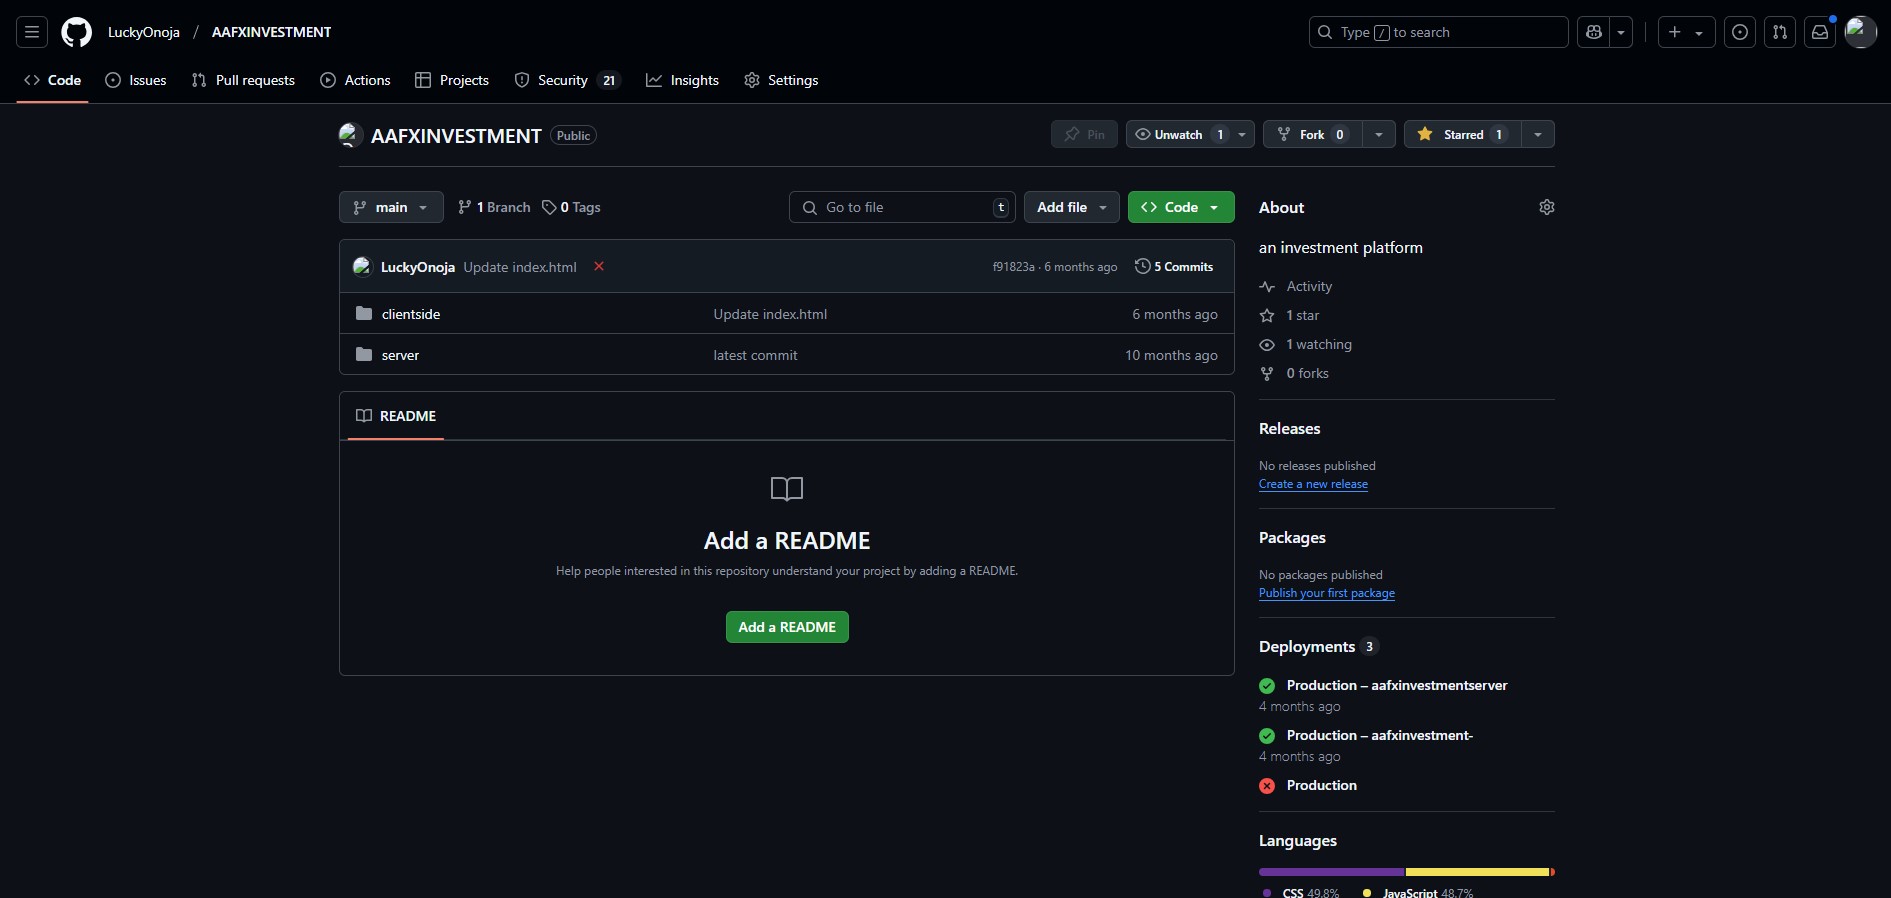 LuckyOnoja / AAFXINVESTMENT
Type / to search
Code
Issues
Pull requests
Actions
Projects
Security 21
Insights
Settings
AAFXINVESTMENT Public
Pin
Unwatch 1
Fork 0
Starred 1
main
1 Branch
0 Tags
Go to file t
Add file
Code
LuckyOnoja Update index.html
f91823a · 6 months ago
5 Commits
clientside Update index.html 6 months ago
server latest commit 10 months ago
README
Add a README
Help people interested in this repository understand your project by adding a README.
Add a README
About
an investment platform
Activity
1 star
1 watching
0 forks
Releases
No releases published
Create a new release
Packages
No packages published
Publish your first package
Deployments 3
Production – aafxinvestmentserver
4 months ago
Production – aafxinvestment-
4 months ago
Production
Languages
CSS 49.8% JavaScript 48.7%